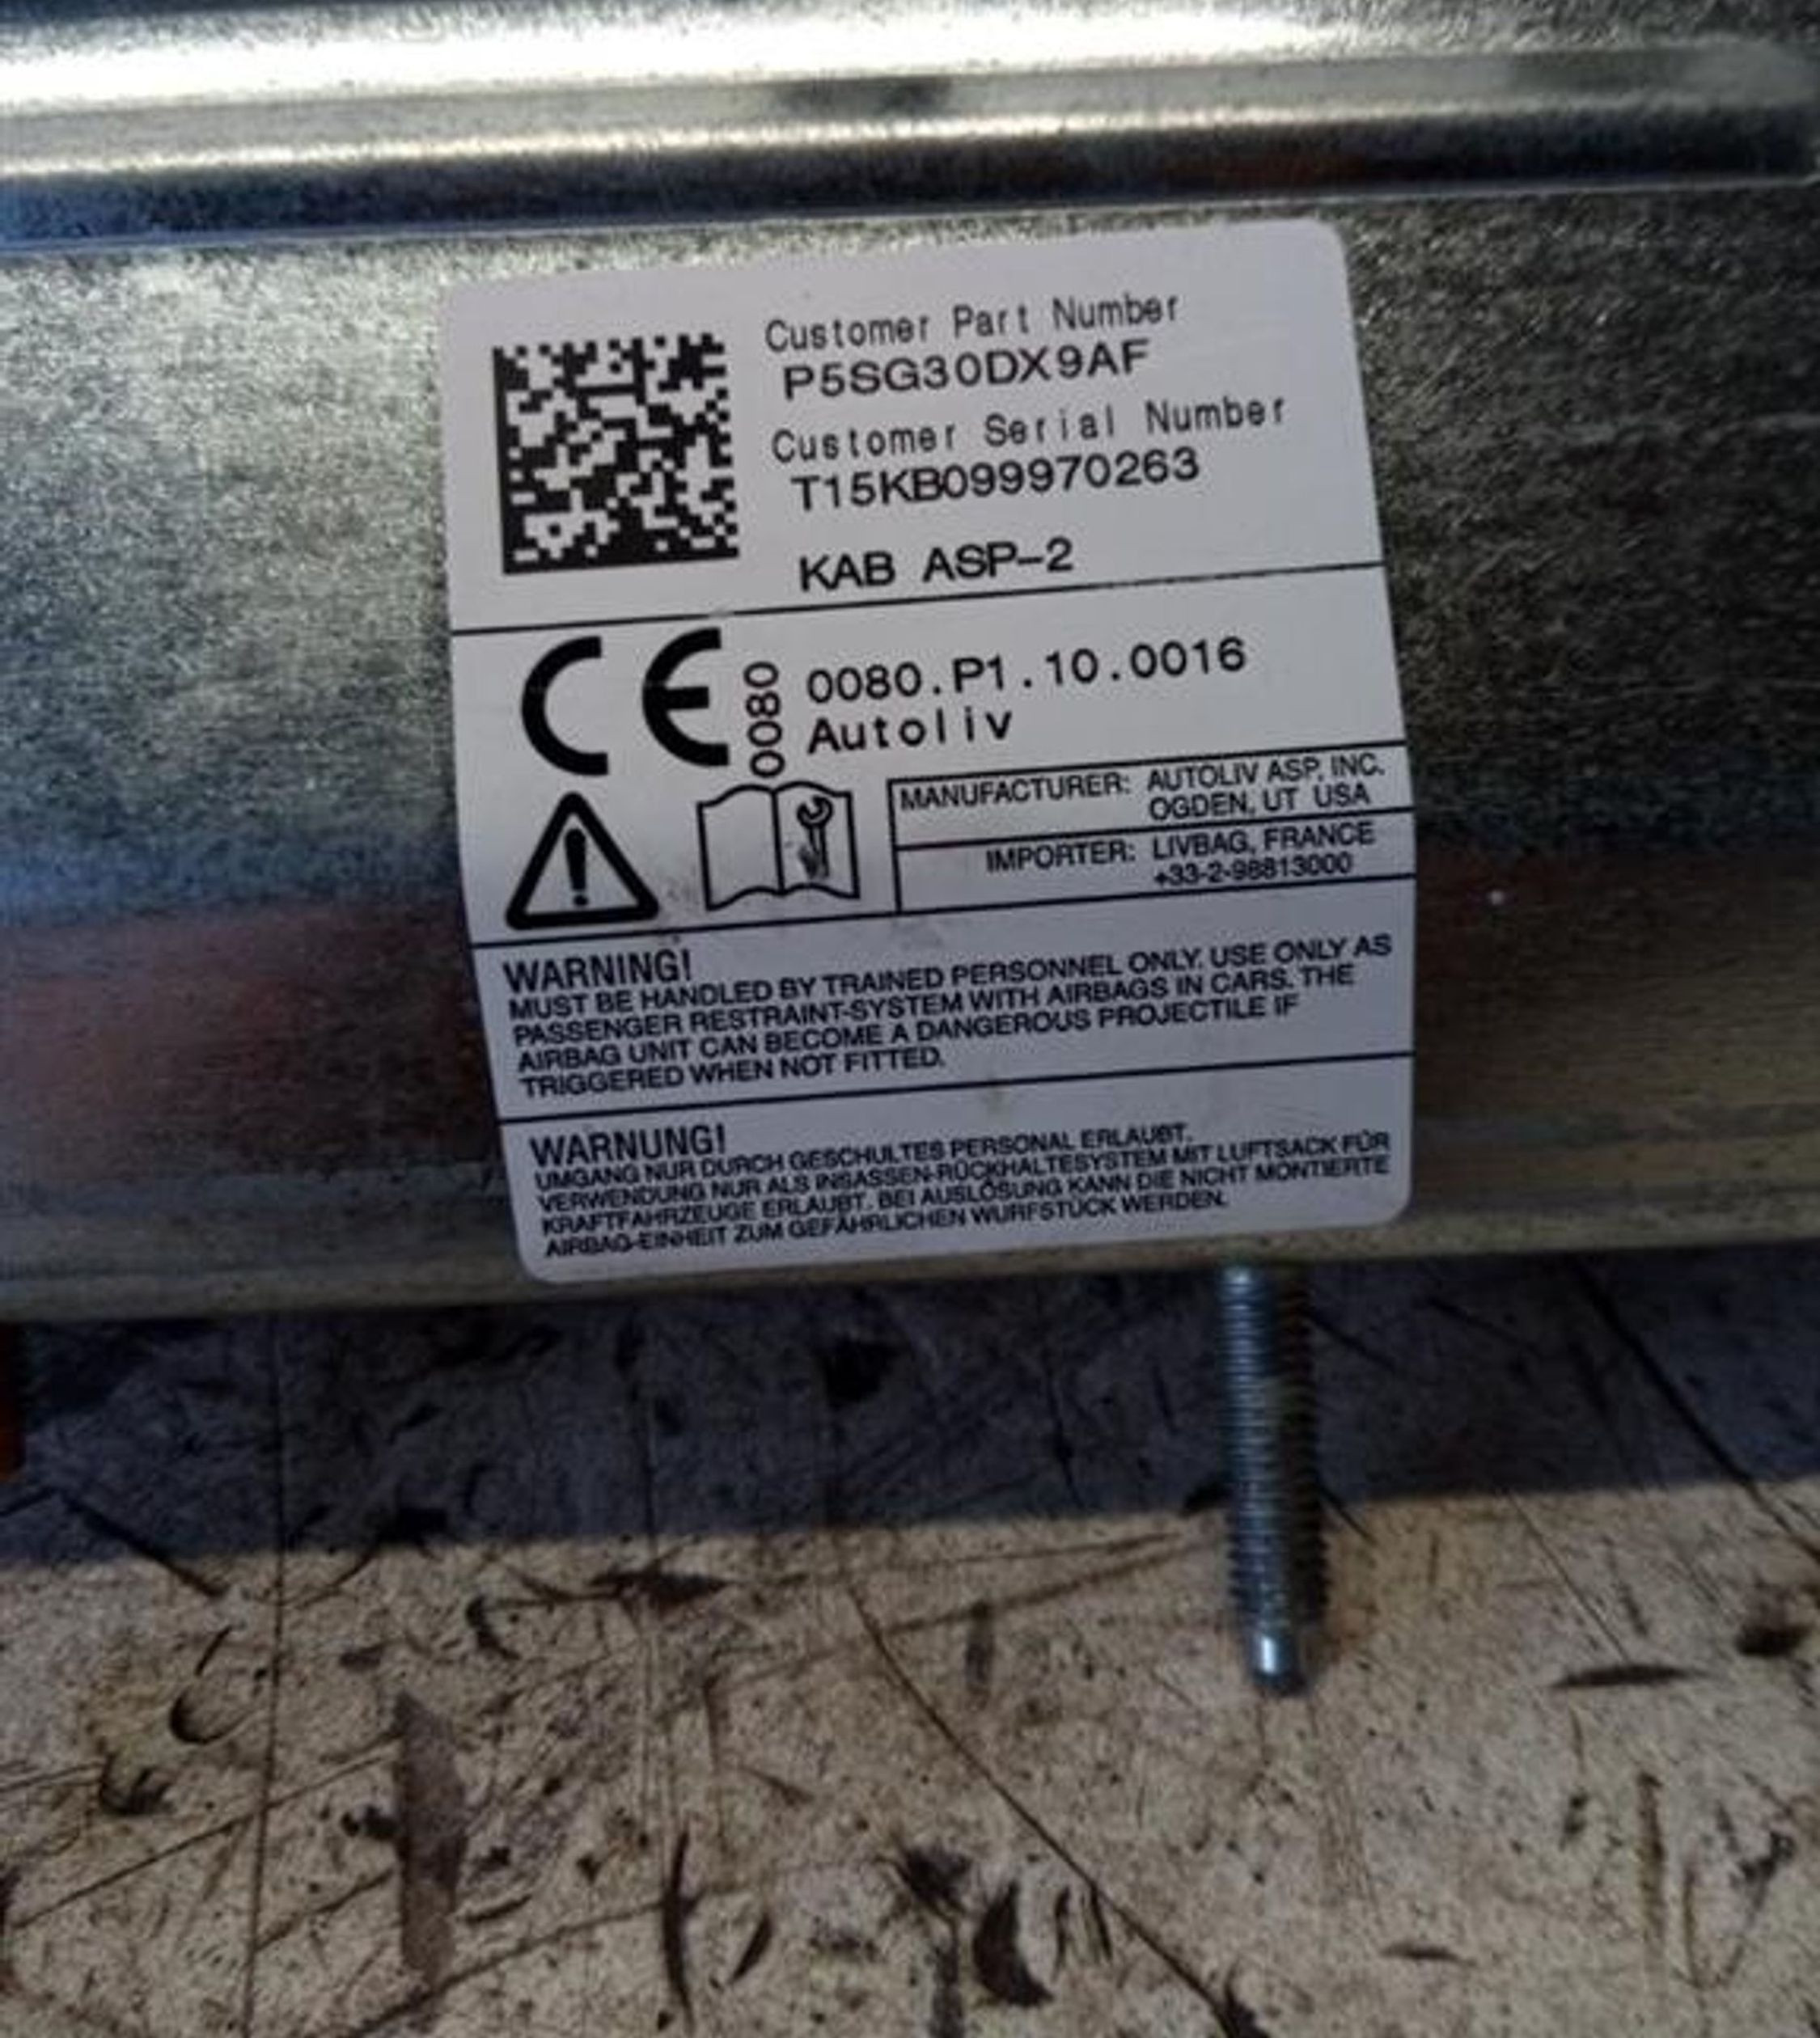 Customer Part Number
P5SG30DX9AF
Customer Serial Number
T15KB099970263
KAB ASP-2
CE
0080
0080.P1.10.0016
Autoliv
MANUFACTURER: AUTOLIV ASP, INC.
OGDEN, UT USA
IMPORTER: LIVBAG, FRANCE
+33-2-98813000
WARNING!
MUST BE HANDLED BY TRAINED PERSONNEL ONLY. USE ONLY AS
PASSENGER RESTRAINT-SYSTEM WITH AIRBAGS IN CARS. THE
AIRBAG UNIT CAN BECOME A DANGEROUS PROJECTILE IF
TRIGGERED WHEN NOT FITTED.
WARNUNG!
UMGANG NUR DURCH GESCHULTES PERSONAL ERLAUBT.
VERWENDUNG NUR ALS INSASSEN-RÜCKHALTESYSTEM MIT LUFTSACK FÜR
KRAFTFAHRZEUGE ERLAUBT. BEI AUSLÖSUNG KANN DIE NICHT MONTIERTE
AIRBAG-EINHEIT ZUM GEFÄHRLICHEN WURFSTÜCK WERDEN.